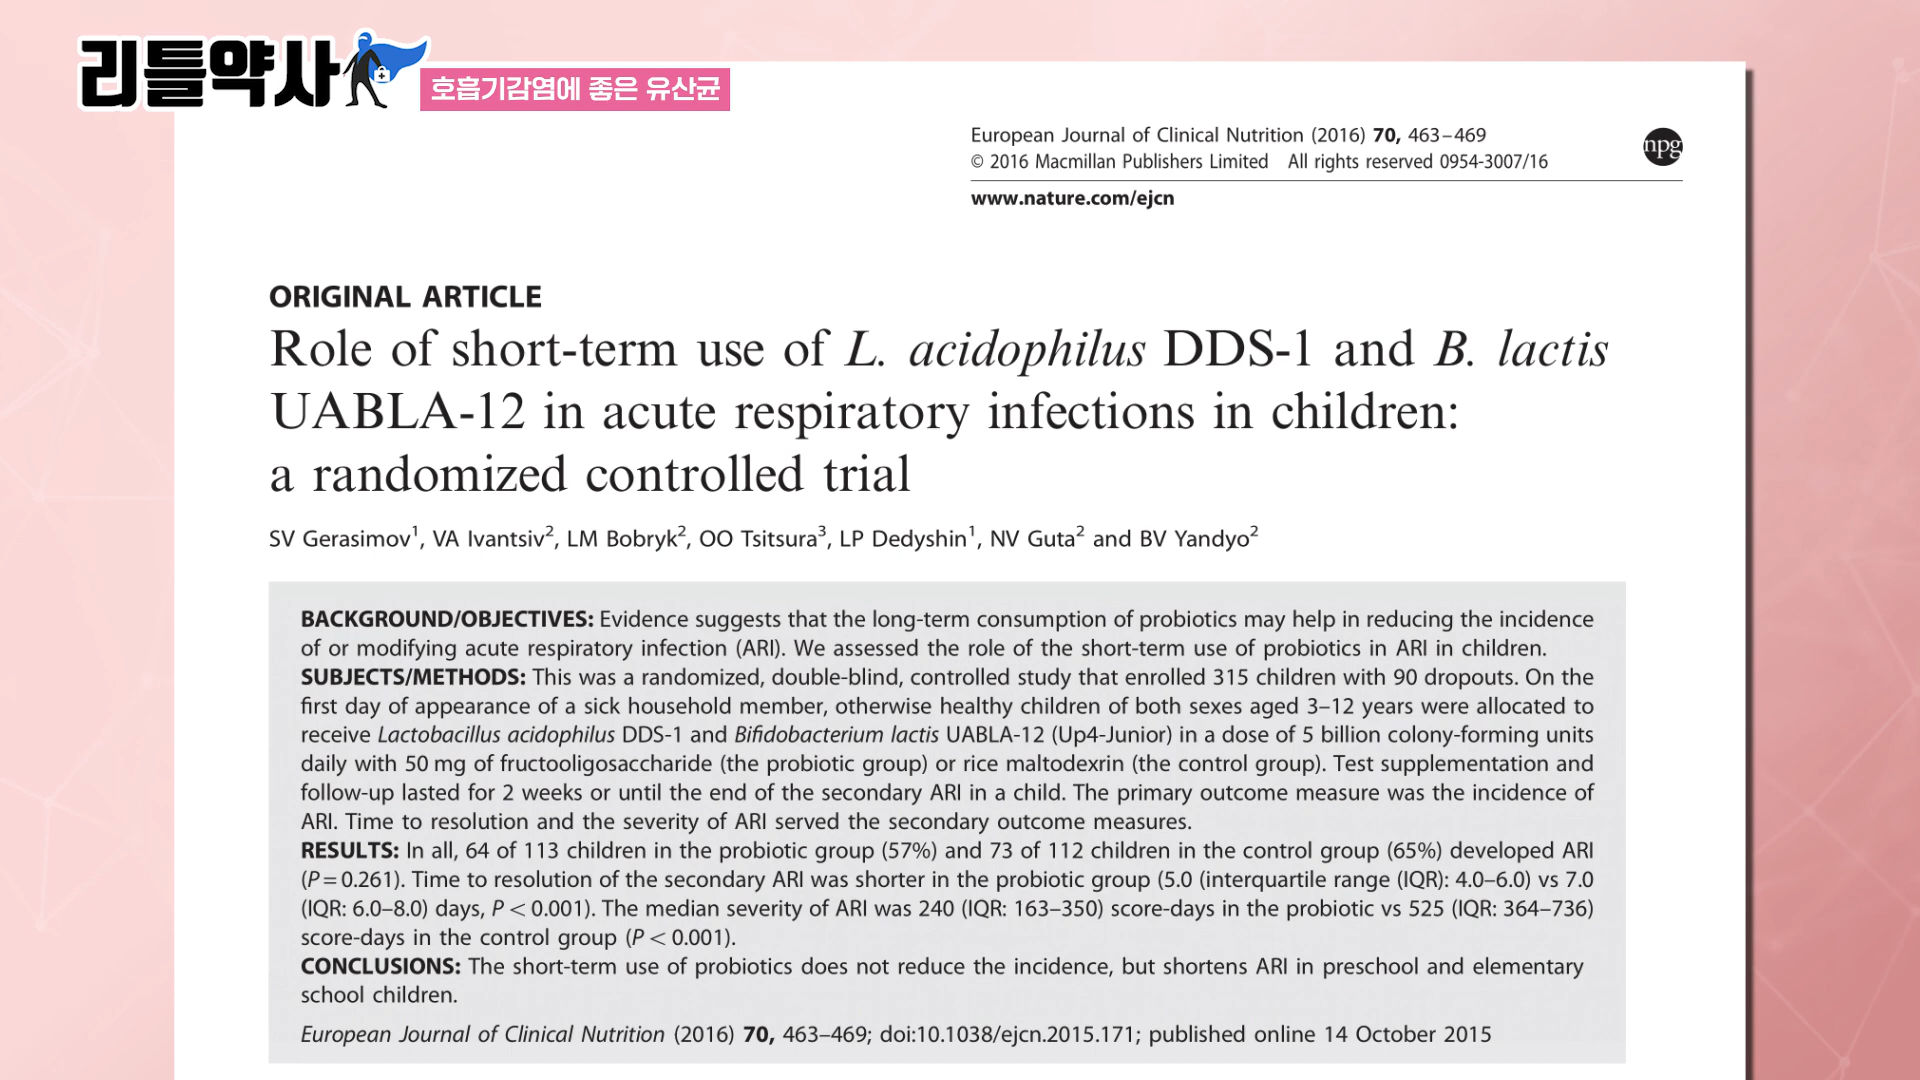 리틀약사
호흡기감염에 좋은 유산균
European Journal of Clinical Nutrition (2016) 70, 463–469
© 2016 Macmillan Publishers Limited All rights reserved 0954-3007/16
npg
www.nature.com/ejcn
ORIGINAL ARTICLE
Role of short-term use of L. acidophilus DDS-1 and B. lactis
UABLA-12 in acute respiratory infections in children:
a randomized controlled trial
SV Gerasimov1, VA Ivantsiv2, LM Bobryk2, OO Tsitsura3, LP Dedyshin1, NV Guta2 and BV Yandyo2
BACKGROUND/OBJECTIVES: Evidence suggests that the long-term consumption of probiotics may help in reducing the incidence
of or modifying acute respiratory infection (ARI). We assessed the role of the short-term use of probiotics in ARI in children.
SUBJECTS/METHODS: This was a randomized, double-blind, controlled study that enrolled 315 children with 90 dropouts. On the
first day of appearance of a sick household member, otherwise healthy children of both sexes aged 3–12 years were allocated to
receive Lactobacillus acidophilus DDS-1 and Bifidobacterium lactis UABLA-12 (Up4-Junior) in a dose of 5 billion colony-forming units
daily with 50 mg of fructooligosaccharide (the probiotic group) or rice maltodexrin (the control group). Test supplementation and
follow-up lasted for 2 weeks or until the end of the secondary ARI in a child. The primary outcome measure was the incidence of
ARI. Time to resolution and the severity of ARI served the secondary outcome measures.
RESULTS: In all, 64 of 113 children in the probiotic group (57%) and 73 of 112 children in the control group (65%) developed ARI
(P = 0.261). Time to resolution of the secondary ARI was shorter in the probiotic group (5.0 (interquartile range (IQR): 4.0–6.0) vs 7.0
(IQR: 6.0–8.0) days, P < 0.001). The median severity of ARI was 240 (IQR: 163–350) score-days in the probiotic vs 525 (IQR: 364–736)
score-days in the control group (P < 0.001).
CONCLUSIONS: The short-term use of probiotics does not reduce the incidence, but shortens ARI in preschool and elementary
school children.
European Journal of Clinical Nutrition (2016) 70, 463–469; doi:10.1038/ejcn.2015.171; published online 14 October 2015